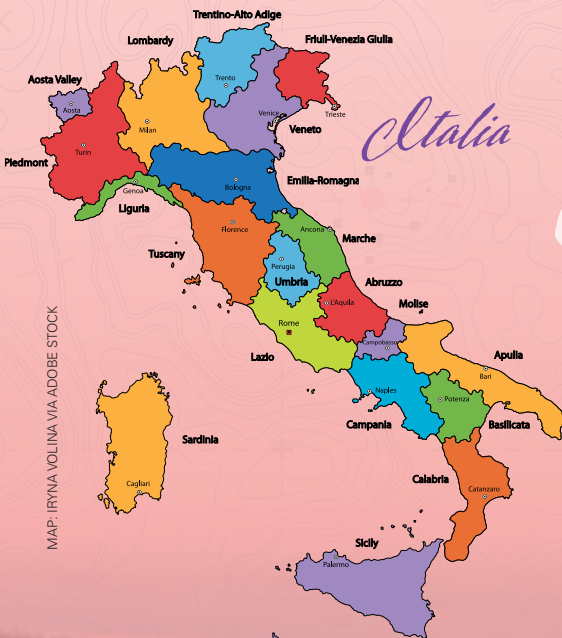 Trentino-Alto Adige
Lombardy
Friuli-Venezia Giulia
Aosta Valley
Trento
Aosta
Venice
Trieste
Milan
Veneto
Italia
Turin
Piedmont
Bologna
Emilia-Romagna
Genoa
Liguria
Florence
Ancona
Marche
Tuscany
Perugia
Umbria
Abruzzo
L'Aquila
Molise
Rome
Campobasso
Lazio
Apulia
Bari
Naples
Potenza
Campania
Basilicata
Sardinia
Calabria
Cagliari
Catanzaro
Sicily
Palermo
MAP: IRYNA VOLINA VIA ADOBE STOCK